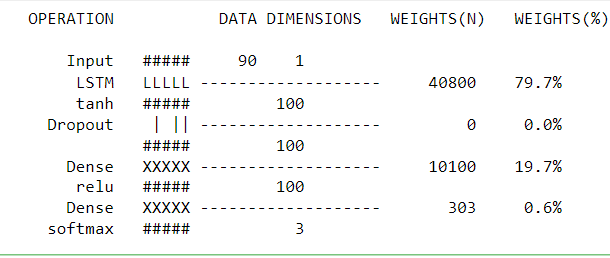 OPERATION           DATA DIMENSIONS   WEIGHTS(N)   WEIGHTS(%)
Input   #####     90    1
LSTM   LLLLL -------------------     40800    79.7%
tanh   #####         100
Dropout    | || -------------------         0     0.0%
#####         100
Dense   XXXXX -------------------     10100    19.7%
relu   #####         100
Dense   XXXXX -------------------       303     0.6%
softmax   #####           3